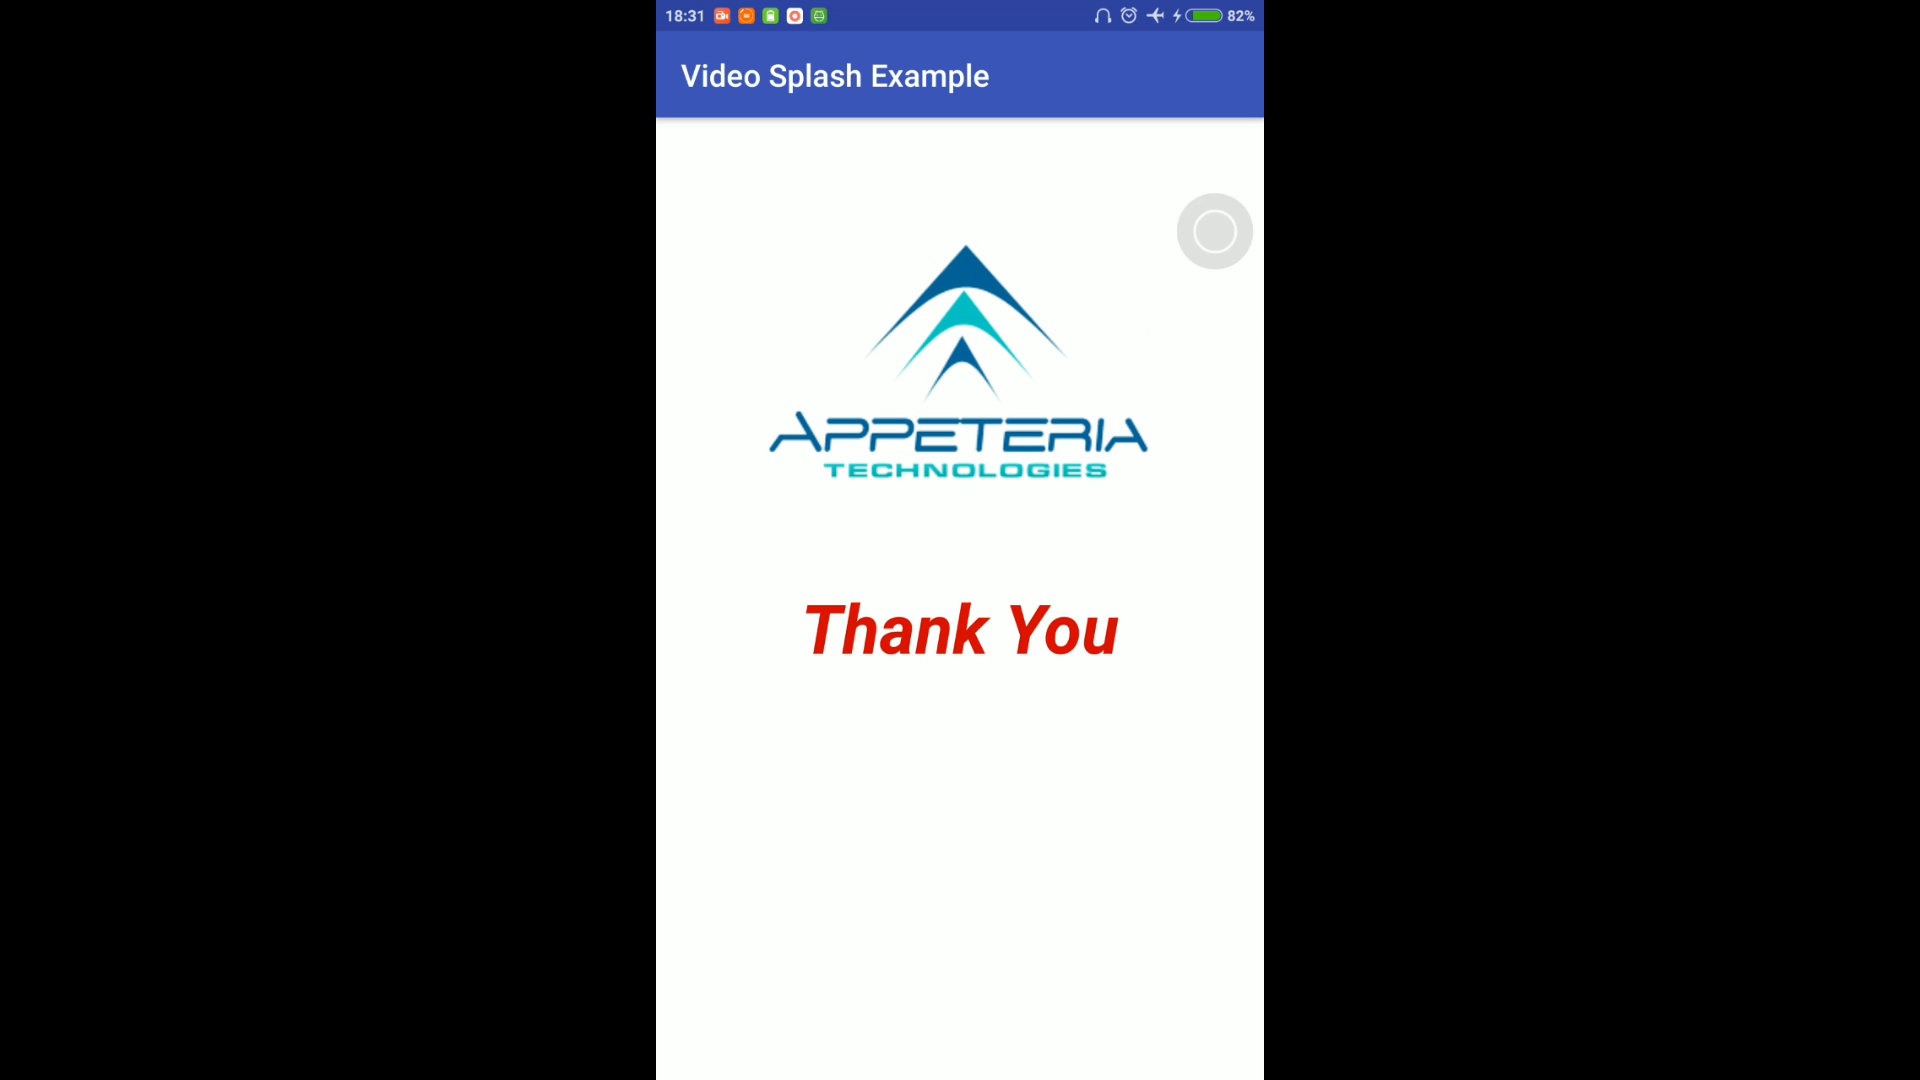 18:31 82%
Video Splash Example
APPETERIA
TECHNOLOGIES
Thank You